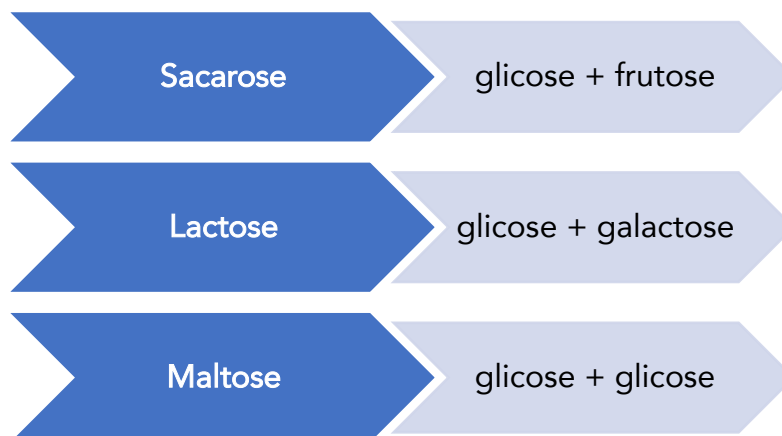 Sacarose
glicose + frutose
Lactose
glicose + galactose
Maltose
glicose + glicose